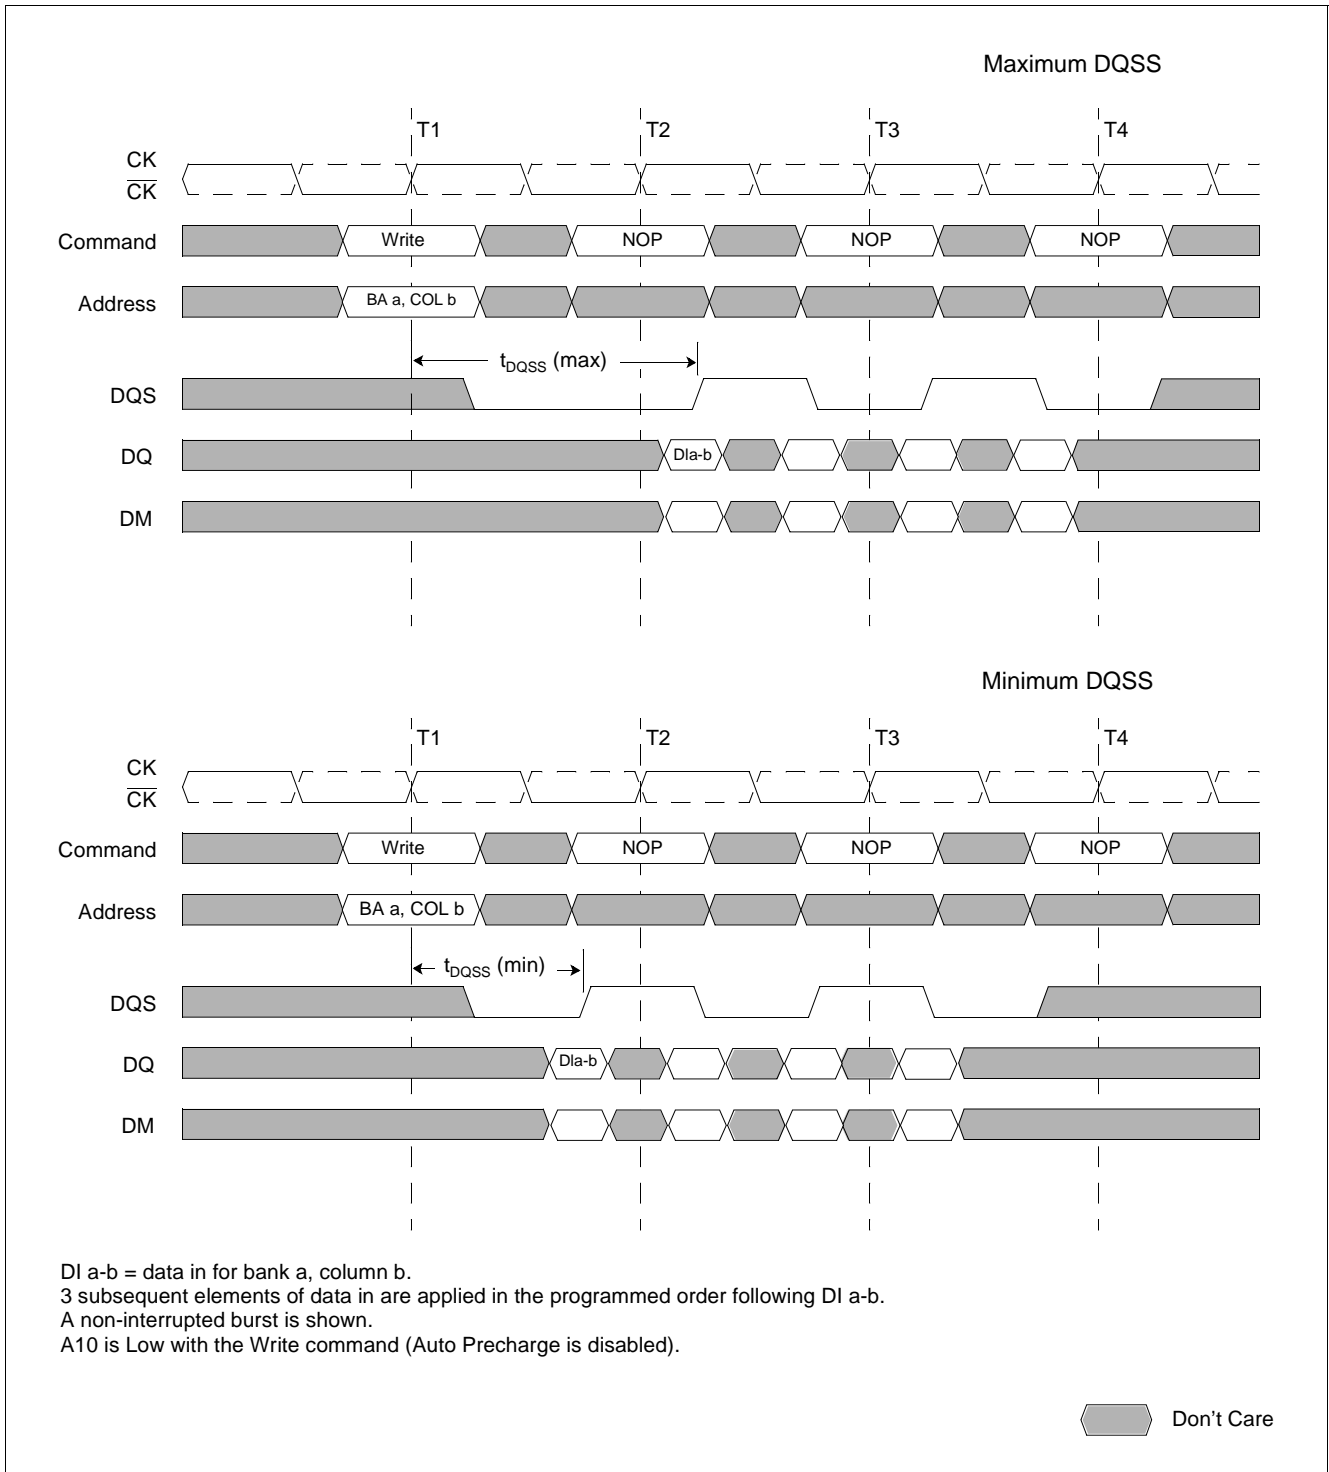 Maximum DQSS
T1 T2 T3 T4
CK
CK
Command Write NOP NOP NOP
Address BA a, COL b
tDQSS (max)
DQS
DQ DIa-b
DM
Minimum DQSS
T1 T2 T3 T4
CK
CK
Command Write NOP NOP NOP
Address BA a, COL b
tDQSS (min)
DQS
DQ DIa-b
DM
DI a-b = data in for bank a, column b.
3 subsequent elements of data in are applied in the programmed order following DI a-b.
A non-interrupted burst is shown.
A10 is Low with the Write command (Auto Precharge is disabled).
Don't Care